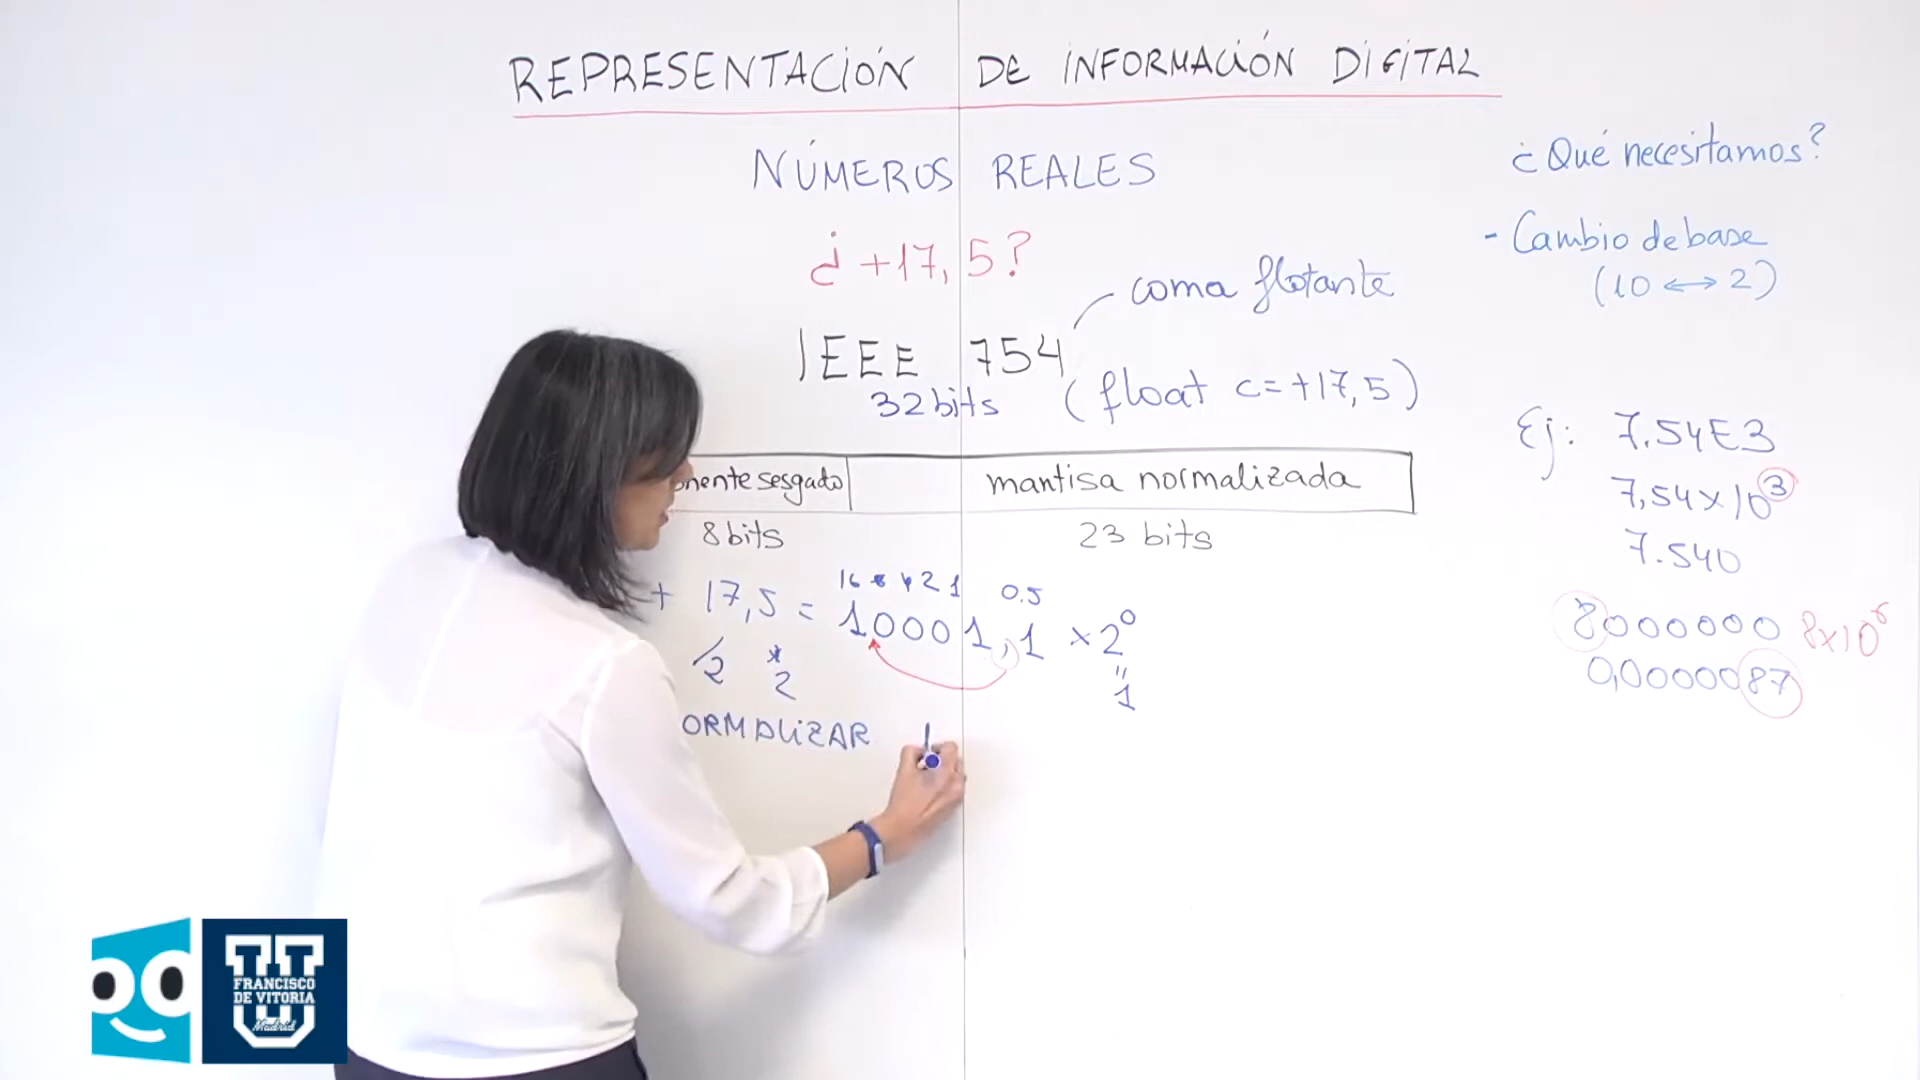 REPRESENTACIÓN DE INFORMACIÓN DIGITAL
NÚMEROS REALES
¿+17,5?
coma flotante
IEEE 754
32 bits
(float c=+17,5)
nente sesgado
mantisa normalizada
8 bits
23 bits
16 8 4 2 1 0.5
+ 17,5 = 10001,1 ×2⁰
/2 *2
" 1
ORMALIZAR 1
¿Qué necesitamos?
- Cambio de base
(10 ↔ 2)
Ej: 7.54E3
7,54×10³
7.540
8000000 8×10⁶
0,0000087
U
FRANCISCO
DE VITORIA
Madrid